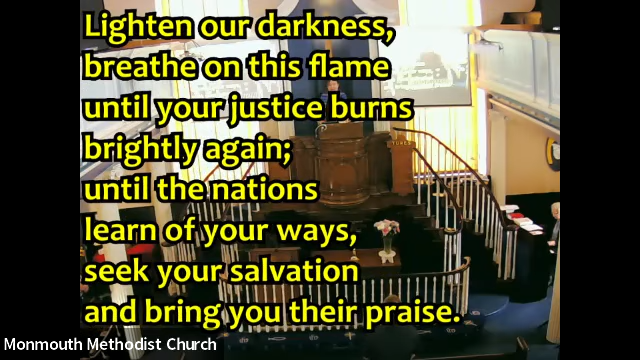 Lighten our darkness,
breathe on this flame
until your justice burns
brightly again;
until the nations
learn of your ways,
seek your salvation
and bring you their praise.
Monmouth Methodist Church